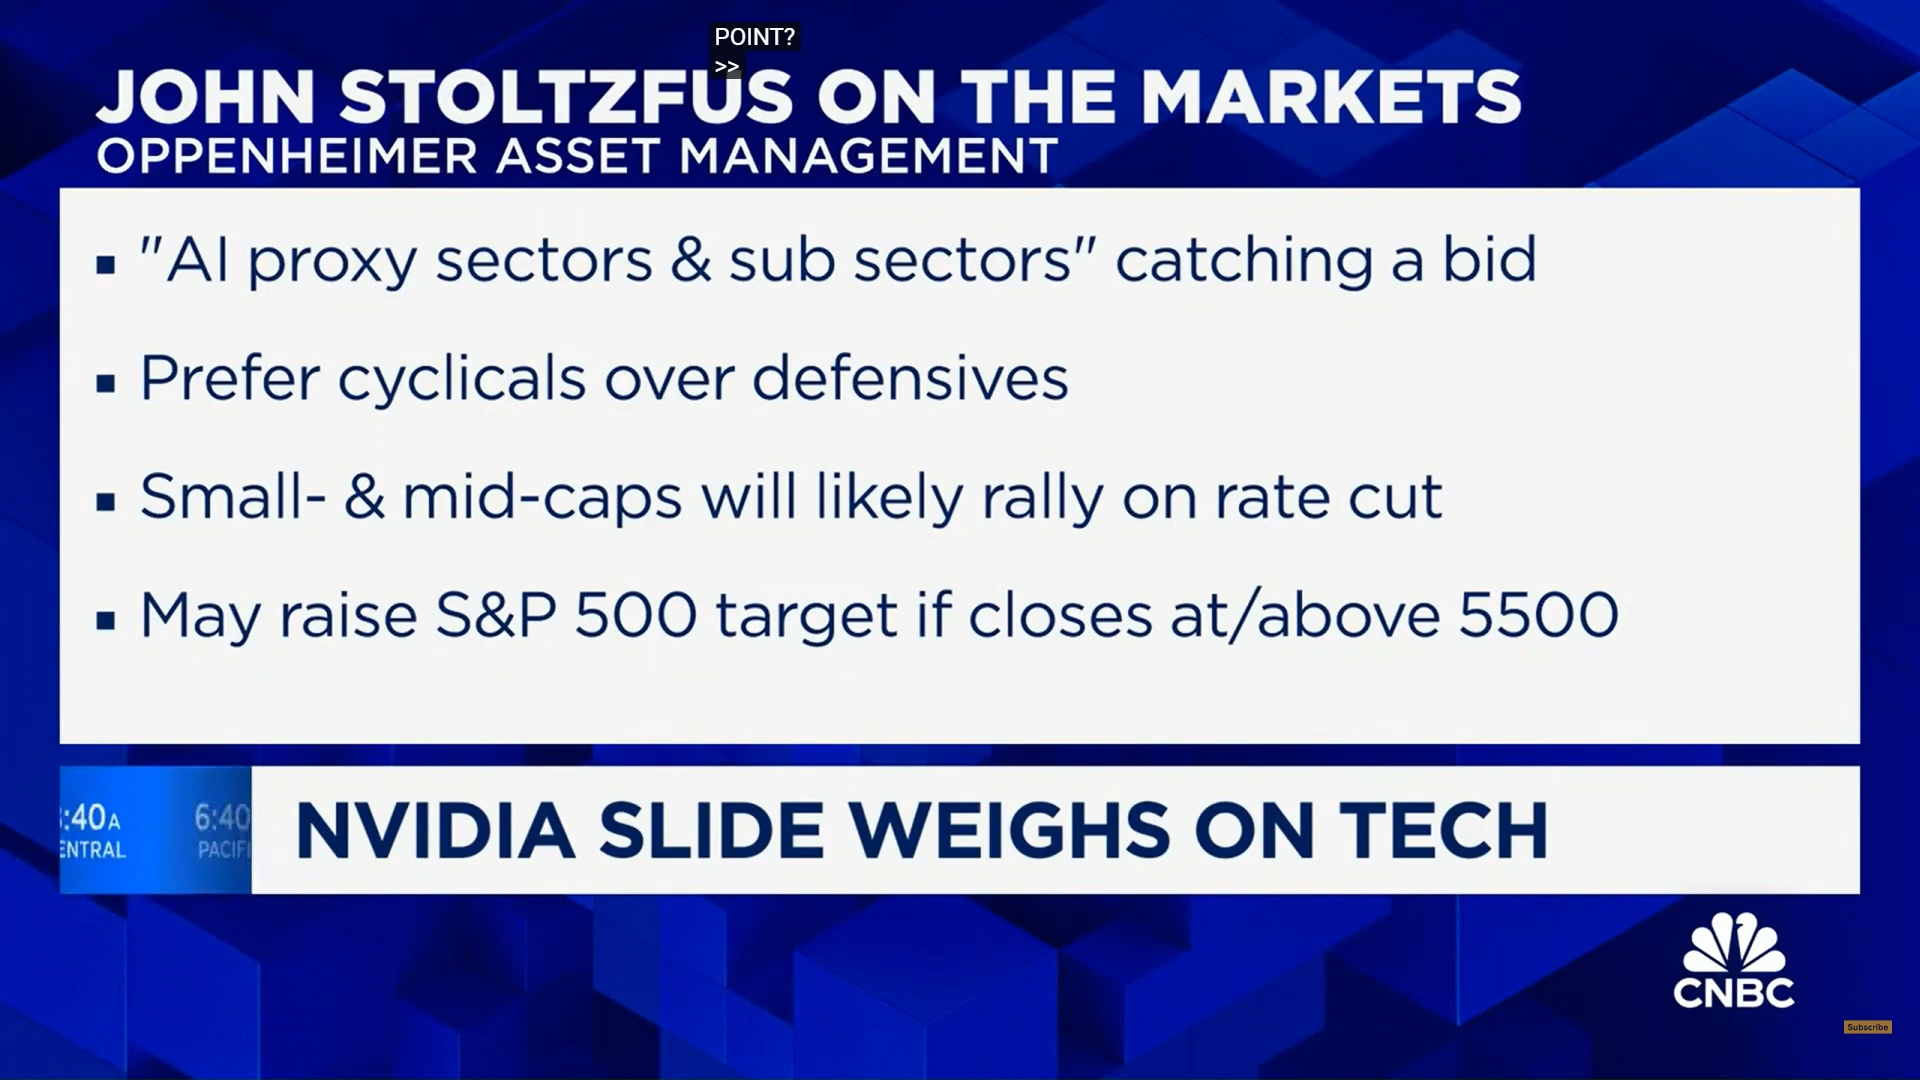 POINT?
>>
JOHN STOLTZFUS ON THE MARKETS
OPPENHEIMER ASSET MANAGEMENT
▪ "AI proxy sectors & sub sectors" catching a bid
▪ Prefer cyclicals over defensives
▪ Small- & mid-caps will likely rally on rate cut
▪ May raise S&P 500 target if closes at/above 5500
:40A 6:40
ENTRAL PACIFI
NVIDIA SLIDE WEIGHS ON TECH
CNBC
Subscribe